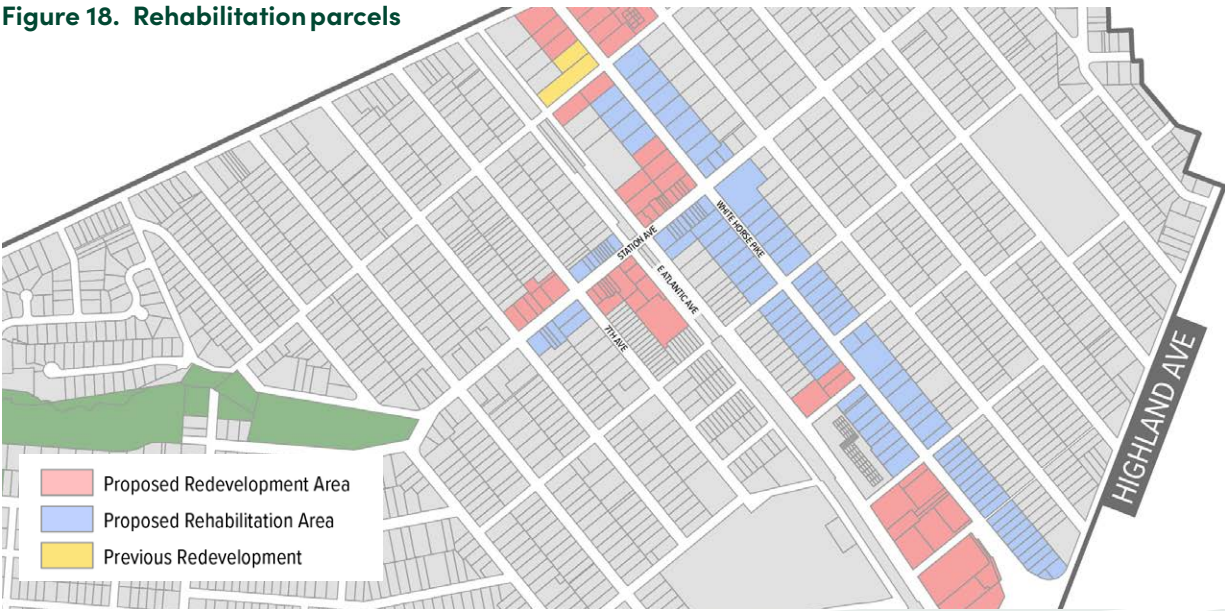 Figure 18. Rehabilitation parcels
STATION AVE
WHITE HORSE PIKE
E ATLANTIC AVE
7TH AVE
HIGHLAND AVE
Proposed Redevelopment Area
Proposed Rehabilitation Area
Previous Redevelopment